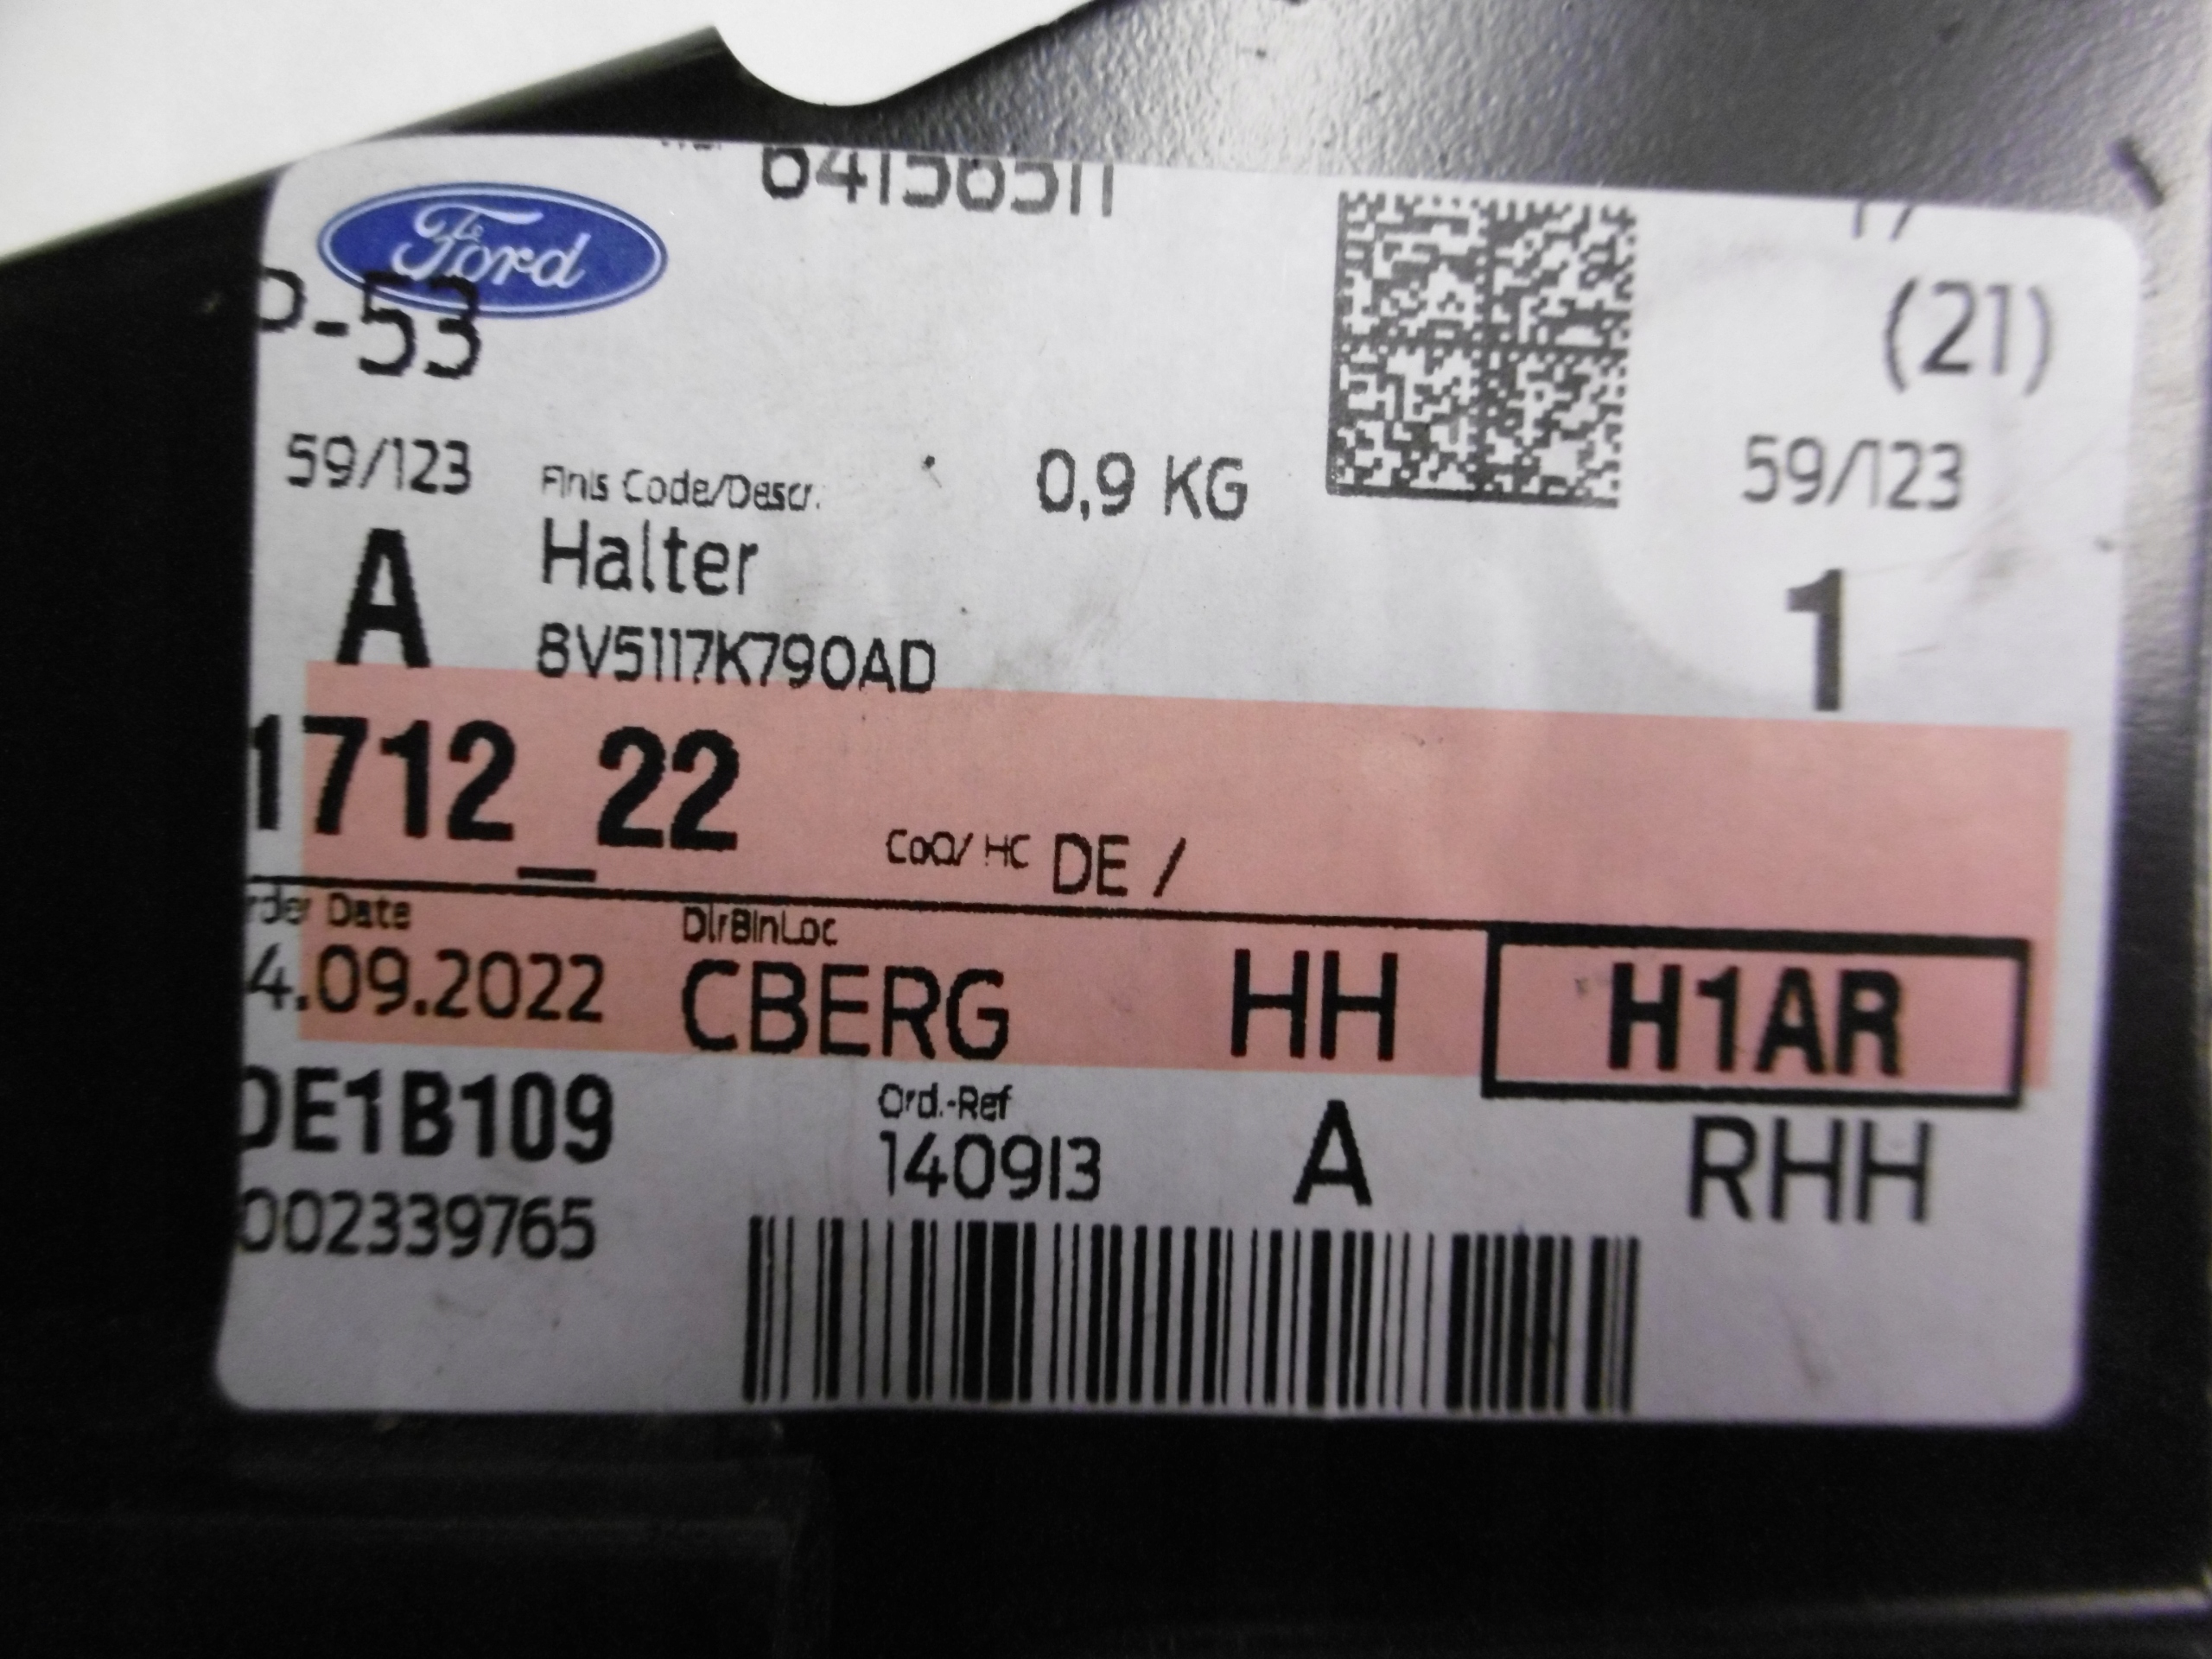 Ford
P-53
(21)
59/123
Finis Code/Descr.
0,9 KG
59/123
A
Halter
1
8V5117K790AD
1712_22
CoO/ HC DE /
rder Date
DlrBinLoc
4.09.2022
CBERG
HH
H1AR
DE1B109
Ord.-Ref
140913
A
RHH
002339765